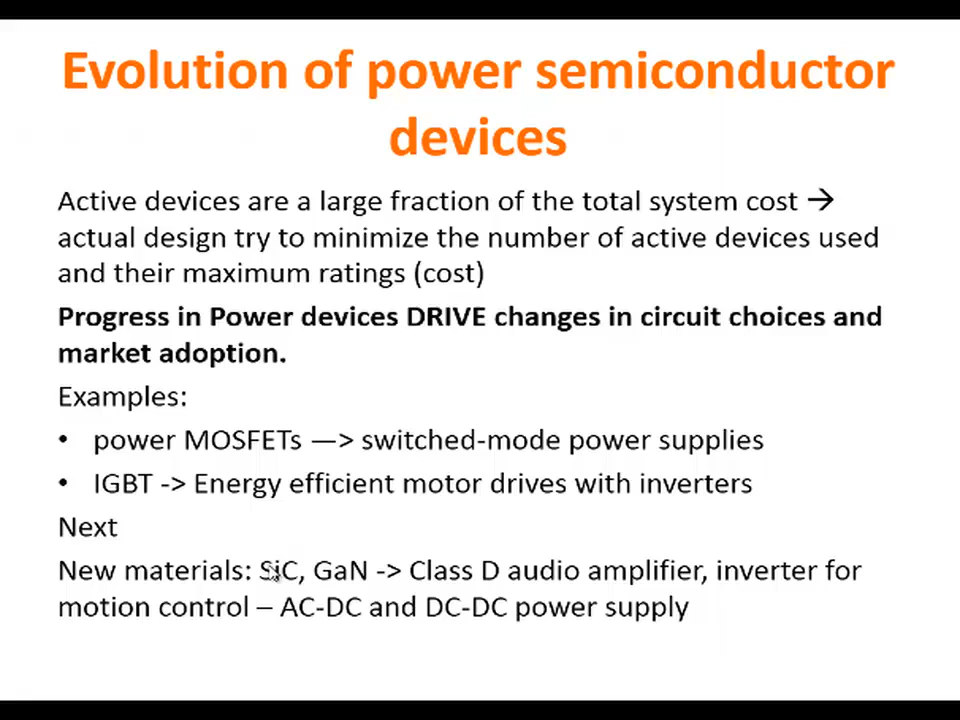 Evolution of power semiconductor
devices
Active devices are a large fraction of the total system cost →
actual design try to minimize the number of active devices used
and their maximum ratings (cost)
Progress in Power devices DRIVE changes in circuit choices and
market adoption.
Examples:
• power MOSFETs —> switched-mode power supplies
• IGBT -> Energy efficient motor drives with inverters
Next
New materials: SiC, GaN -> Class D audio amplifier, inverter for
motion control – AC-DC and DC-DC power supply